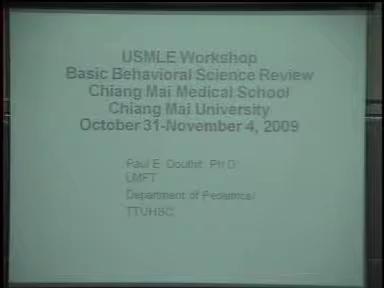 USMLE Workshop
Basic Behavioral Science Review
Chiang Mai Medical School
Chiang Mai University
October 31-November 4, 2009
Paul E. Douthit, PH.D.
LMFT
Department of Pediatrics/
TTUHSC